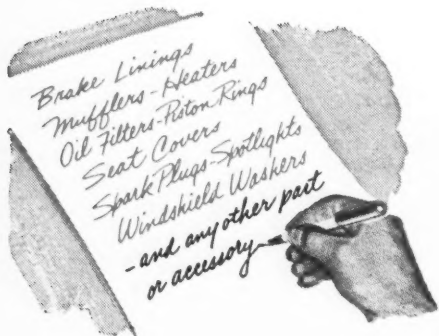 Brake Linings
Mufflers - Heaters
Oil Filters - Piston Rings
Seat Covers
Spark Plugs - Spotlights
Windshield Washers
- and any other part
or accessory